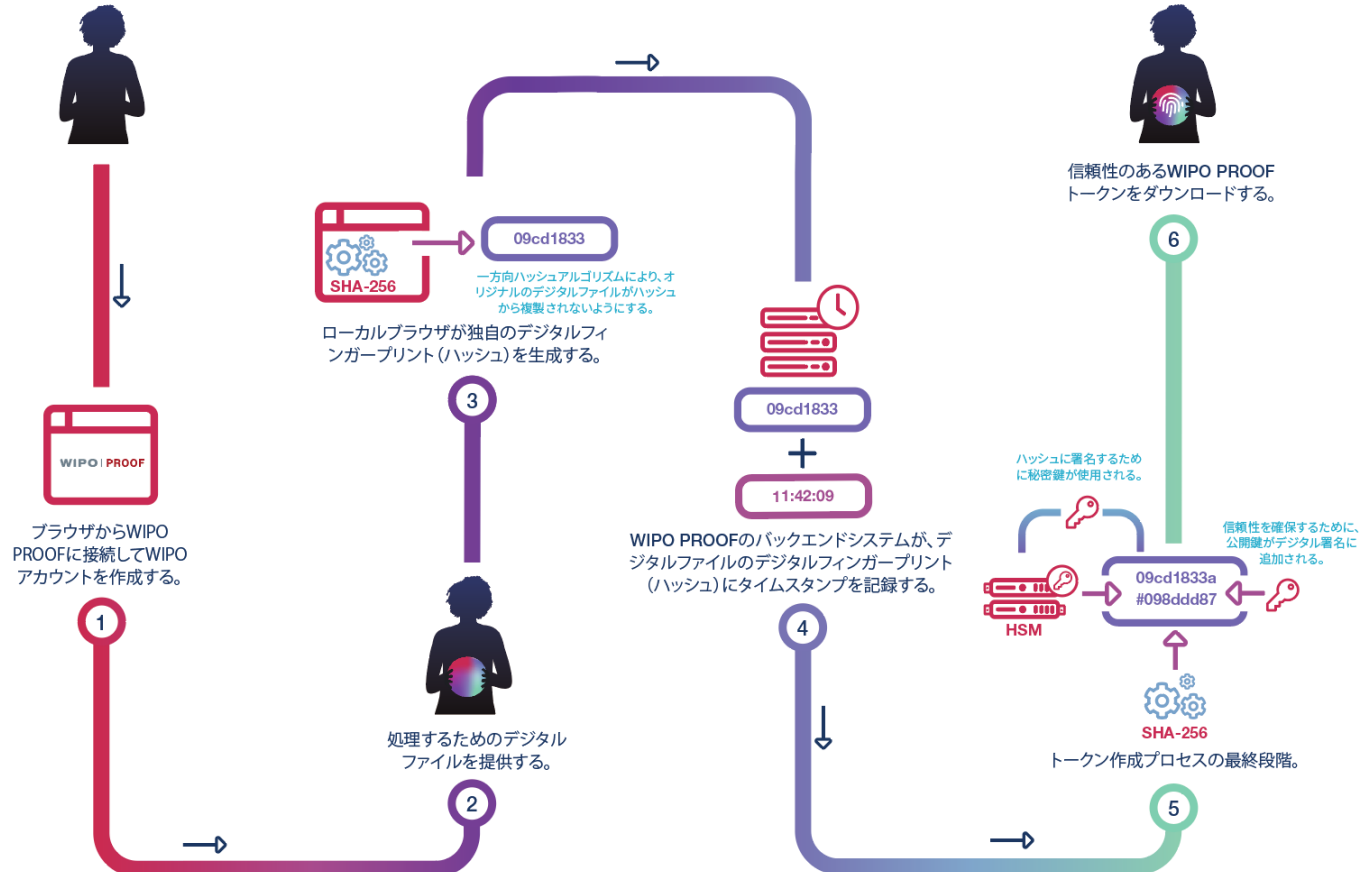 WIPO | PROOF
ブラウザからWIPO
PROOFに接続してWIPO
アカウントを作成する。
1
処理するためのデジタル
ファイルを提供する。
2
SHA-256
09cd1833
一方向ハッシュアルゴリズムにより、オ
リジナルのデジタルファイルがハッシュ
から複製されないようにする。
ローカルブラウザが独自のデジタルフィ
ンガープリント（ハッシュ）を生成する。
3
09cd1833
+
11:42:09
WIPO PROOFのバックエンドシステムが、デ
ジタルファイルのデジタルフィンガープリント
（ハッシュ）にタイムスタンプを記録する。
4
ハッシュに署名するため
に秘密鍵が使用される。
信頼性を確保するために、
公開鍵がデジタル署名に
追加される。
09cd1833a
#098ddd87
HSM
SHA-256
トークン作成プロセスの最終段階。
5
信頼性のあるWIPO PROOF
トークンをダウンロードする。
6